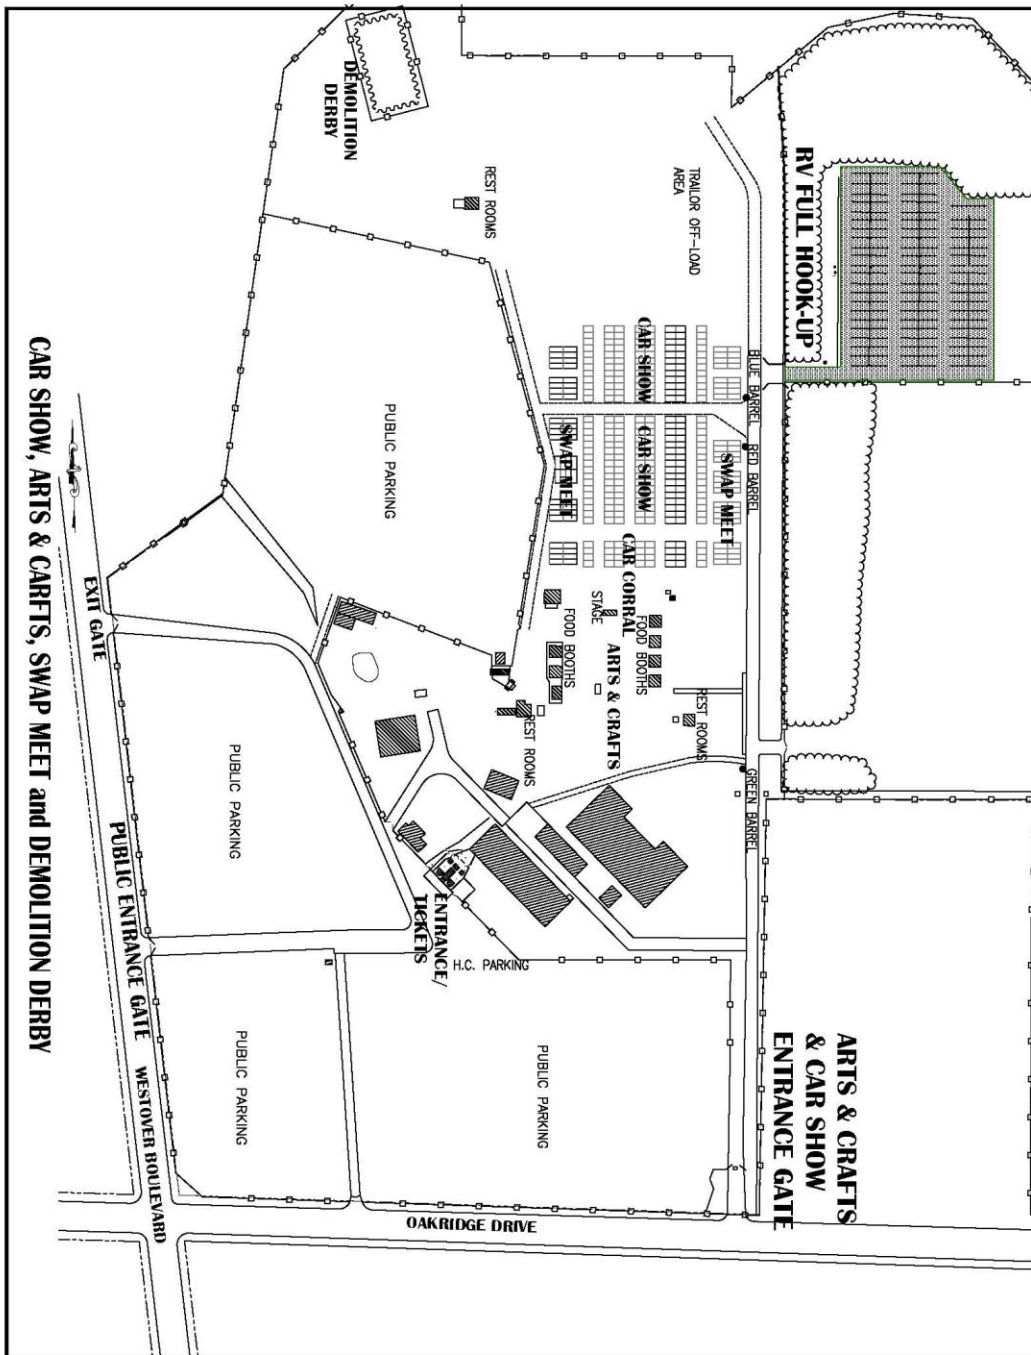 CAR SHOW, ARTS & CARFTS, SWAP MEET and DEMOLITION DERBY
DEMOLITION
DERBY
REST ROOMS
TRAILOR OFF-LOAD
AREA
RV FULL HOOK-UP
CAR SHOW
BLUE BARREL
PUBLIC PARKING
SWAP MEET
CAR SHOW
SWAP MEET
RED BARREL
CAR CORRAL
STAGE
FOOD BOOTHS
FOOD BOOTHS
ARTS & CRAFTS
REST ROOMS
REST ROOMS
GREEN BARREL
EXIT GATE
PUBLIC PARKING
PUBLIC ENTRANCE GATE
ENTRANCE/
TICKETS
H.C. PARKING
PUBLIC PARKING
PUBLIC PARKING
WESTOVER BOULEVARD
OAKRIDGE DRIVE
ARTS & CRAFTS
& CAR SHOW
ENTRANCE GATE